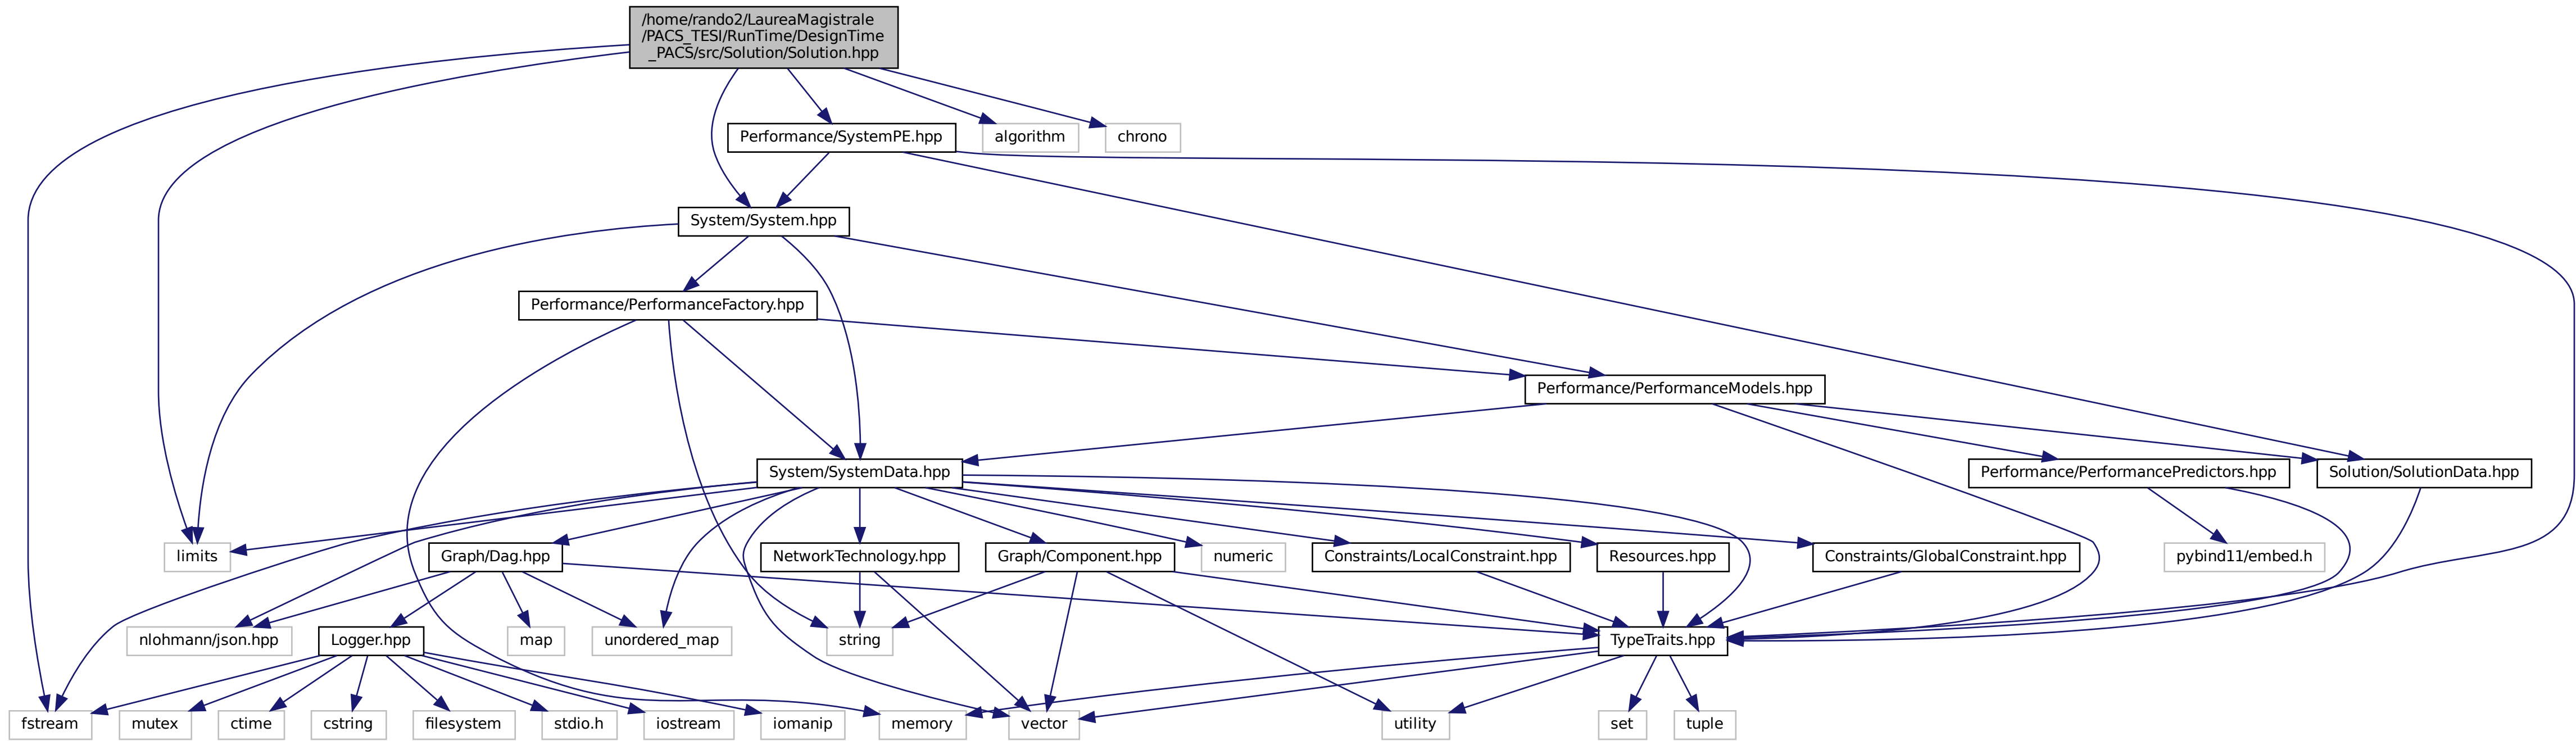 /home/rando2/LaureaMagistrale
/PACS_TESI/RunTime/DesignTime
_PACS/src/Solution/Solution.hpp
Performance/SystemPE.hpp
algorithm
chrono
System/System.hpp
Performance/PerformanceFactory.hpp
Performance/PerformanceModels.hpp
System/SystemData.hpp
Performance/PerformancePredictors.hpp
Solution/SolutionData.hpp
limits
Graph/Dag.hpp
NetworkTechnology.hpp
Graph/Component.hpp
numeric
Constraints/LocalConstraint.hpp
Resources.hpp
Constraints/GlobalConstraint.hpp
pybind11/embed.h
nlohmann/json.hpp
Logger.hpp
map
unordered_map
string
TypeTraits.hpp
fstream
mutex
ctime
cstring
filesystem
stdio.h
iostream
iomanip
memory
vector
utility
set
tuple